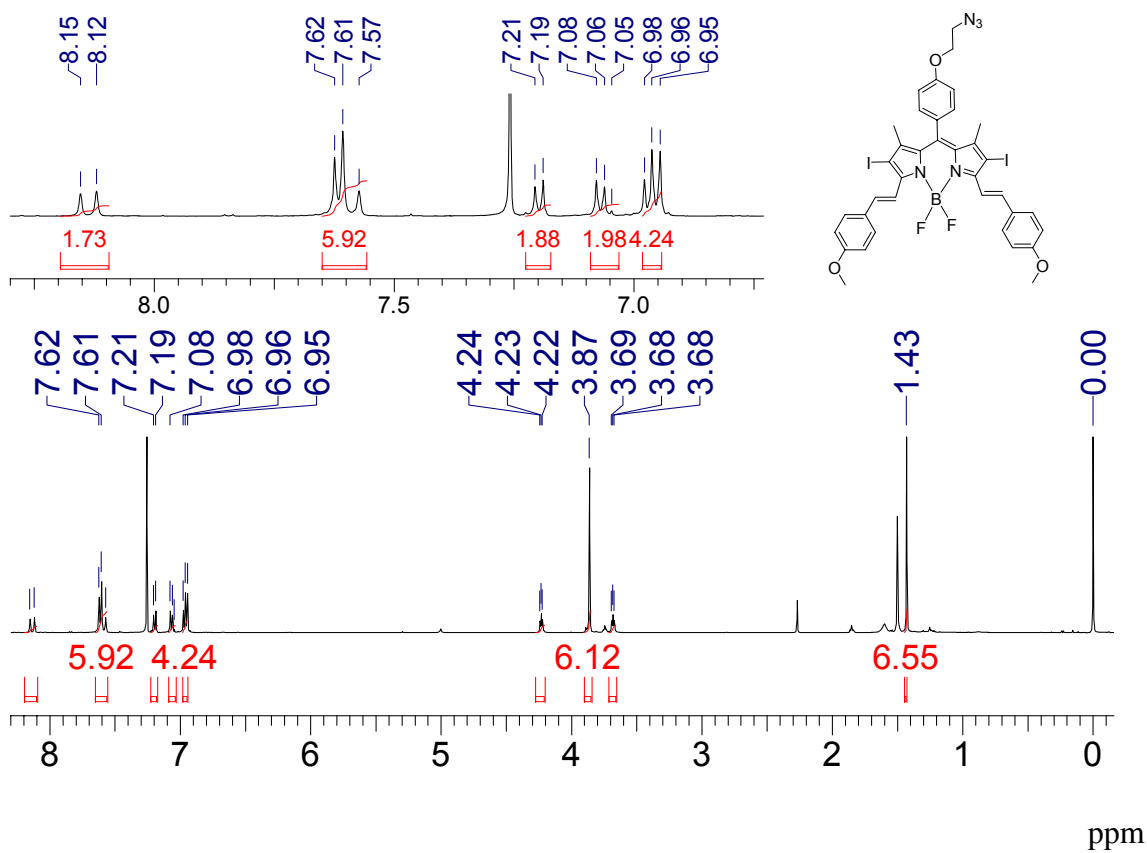 8.15 8.12 7.62 7.61 7.57 7.21 7.19 7.08 7.06 7.05 6.98 6.96 6.95
N3
O
I I
N N
B
F F
O O
1.73 5.92 1.88 1.98 4.24
8.0 7.5 7.0
7.62 7.61 7.21 7.19 7.08 6.98 6.96 6.95 4.24 4.23 4.22 3.87 3.69 3.68 3.68 1.43 0.00
5.92 4.24 6.12 6.55
8 7 6 5 4 3 2 1 0
ppm